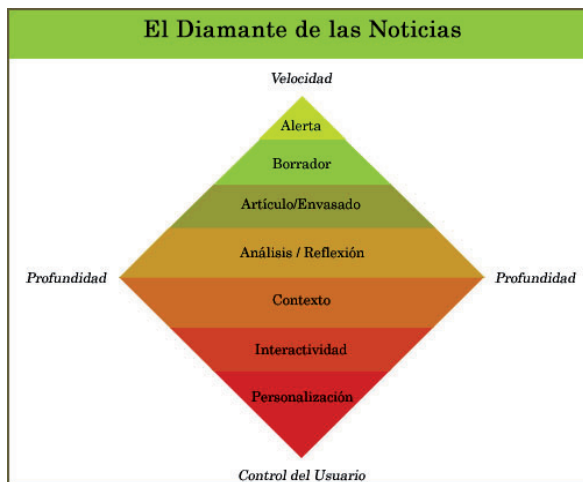 El Diamante de las Noticias
Velocidad
Alerta
Borrador
Artículo/Envasado
Análisis / Reflexión
Profundidad
Profundidad
Contexto
Interactividad
Personalización
Control del Usuario